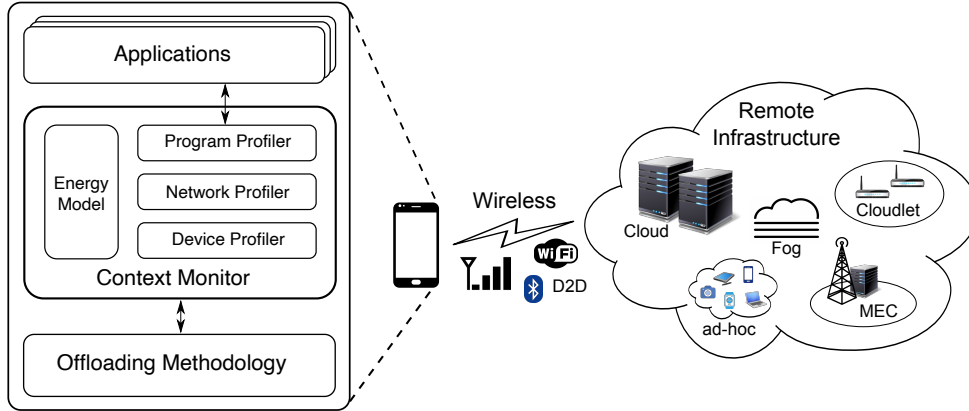 Applications
Energy
Model
Program Profiler
Network Profiler
Device Profiler
Context Monitor
Offloading Methodology
Wireless
WiFi
D2D
Remote
Infrastructure
Cloud
Fog
Cloudlet
ad-hoc
MEC